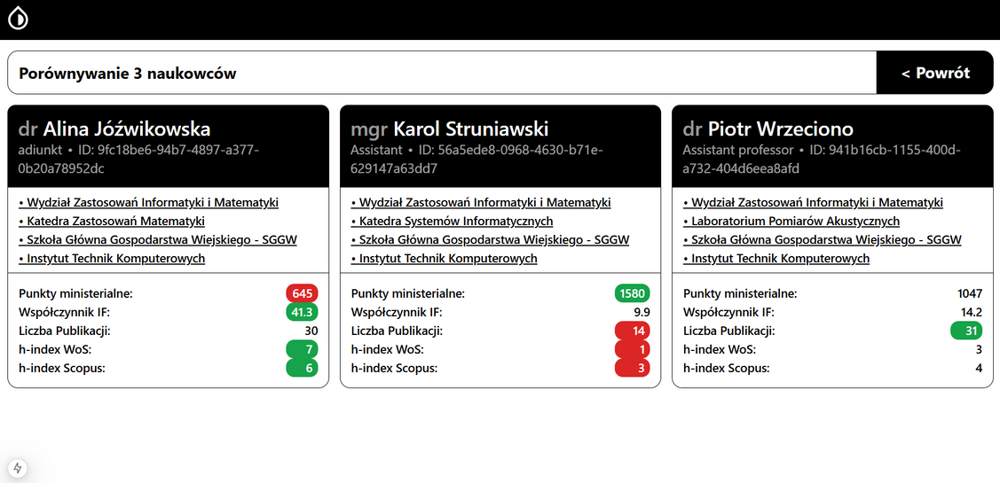 Porównywanie 3 naukowców
< Powrót
dr Alina Jóźwikowska
adiunkt • ID: 9fc18be6-94b7-4897-a377-
0b20a78952dc
• Wydział Zastosowań Informatyki i Matematyki
• Katedra Zastosowań Matematyki
• Szkoła Główna Gospodarstwa Wiejskiego - SGGW
• Instytut Technik Komputerowych
Punkty ministerialne: 645
Współczynnik IF: 41.3
Liczba Publikacji: 30
h-index WoS: 7
h-index Scopus: 6
mgr Karol Struniawski
Assistant • ID: 56a5ede8-0968-4630-b71e-
629147a63dd7
• Wydział Zastosowań Informatyki i Matematyki
• Katedra Systemów Informatycznych
• Szkoła Główna Gospodarstwa Wiejskiego - SGGW
• Instytut Technik Komputerowych
Punkty ministerialne: 1580
Współczynnik IF: 9.9
Liczba Publikacji: 14
h-index WoS: 1
h-index Scopus: 3
dr Piotr Wrzeciono
Assistant professor • ID: 941b16cb-1155-400d-
a732-404d6eea8afd
• Wydział Zastosowań Informatyki i Matematyki
• Laboratorium Pomiarów Akustycznych
• Szkoła Główna Gospodarstwa Wiejskiego - SGGW
• Instytut Technik Komputerowych
Punkty ministerialne: 1047
Współczynnik IF: 14.2
Liczba Publikacji: 31
h-index WoS: 3
h-index Scopus: 4